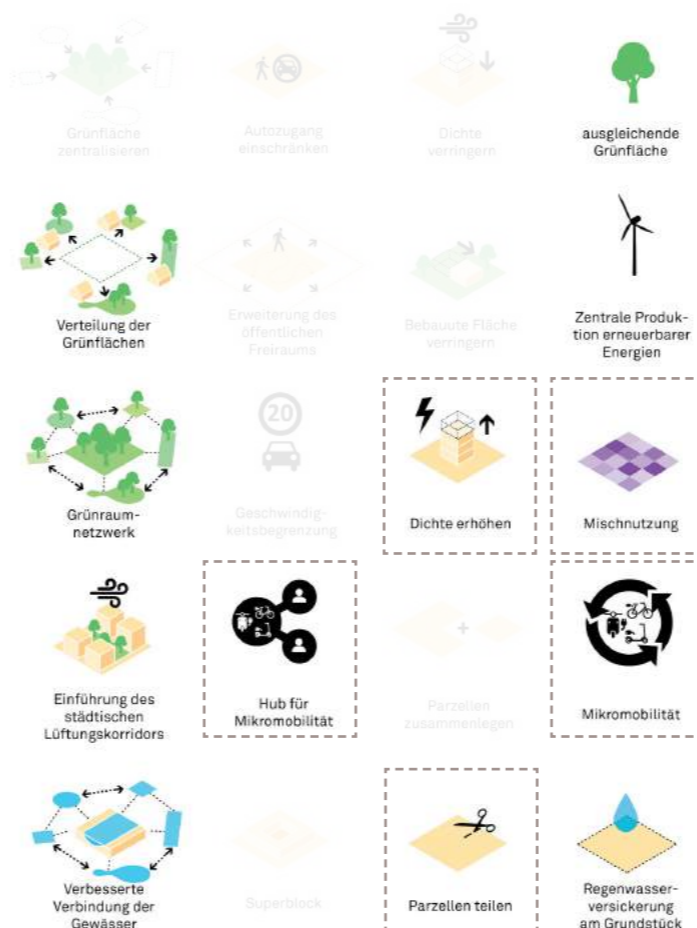 Grünfläche
zentralisieren
Autozugang
einschränken
Dichte
verringern
ausgleichende
Grünfläche
Verteilung der
Grünflächen
Erweiterung des
öffentlichen
Freiraums
Bebaute Fläche
verringern
Zentrale Produk-
tion erneuerbarer
Energien
Grünraum-
netzwerk
20
Geschwindig-
keitsbegrenzung
Dichte erhöhen
Mischnutzung
Einführung des
städtischen
Lüftungskorridors
Hub für
Mikromobilität
Parzellen
zusammenlegen
Mikromobilität
Verbesserte
Verbindung der
Gewässer
Superblock
Parzellen teilen
Regenwasser-
versickerung
am Grundstück